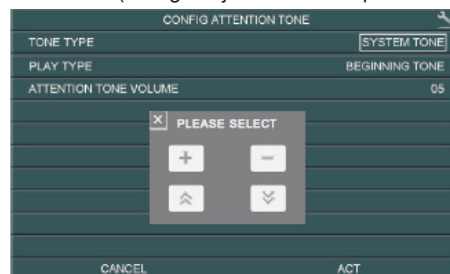 CONFIG ATTENTION TONE
TONE TYPE SYSTEM TONE
PLAY TYPE BEGINNING TONE
ATTENTION TONE VOLUME 05
× PLEASE SELECT
+ −
CANCEL ACT